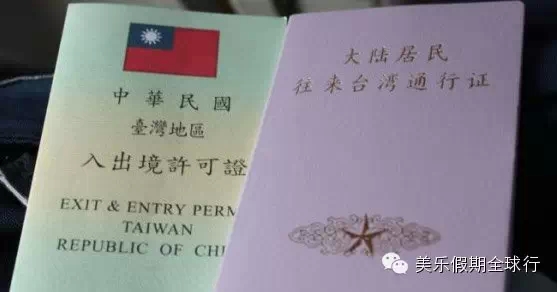 中華民國
臺灣地區
入出境許可證
EXIT & ENTRY PERM
TAIWAN
REPUBLIC OF CHI
大陆居民
往来台湾通行证
美乐假期全球行